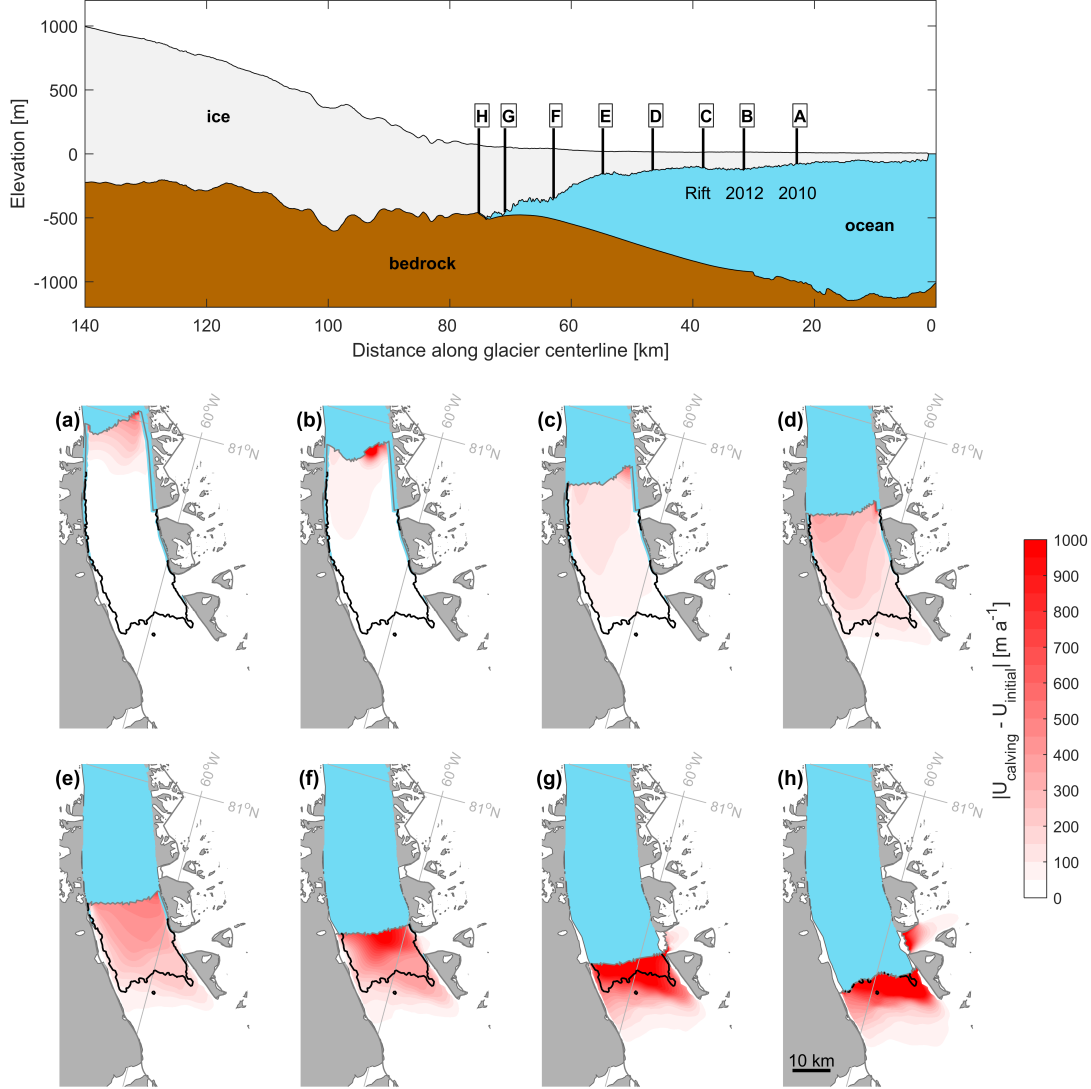 1000
500
0
-500
-1000
Elevation [m]
ice
H G F E D C B A
Rift 2012 2010
ocean
bedrock
140 120 100 80 60 40 20 0
Distance along glacier centerline [km]
(a) 60°W 81°N
(b) 60°W 81°N
(c) 60°W 81°N
(d) 60°W 81°N
(e) 60°W 81°N
(f) 60°W 81°N
(g) 60°W 81°N
(h) 60°W 81°N
10 km
1000
900
800
700
600
500
400
300
200
100
0
|U_calving - U_initial| [m a^-1]